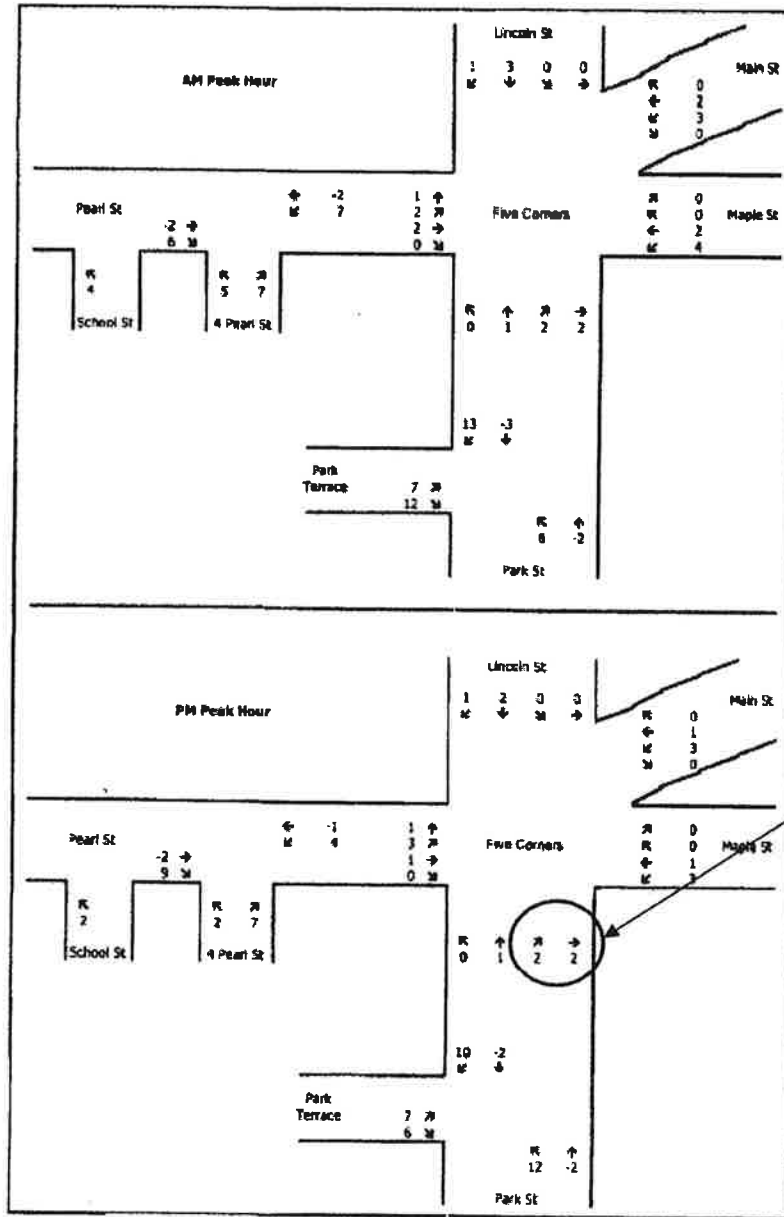 Lincoln St
AM Peak Hour
1 3 0 0
↙ ↓ ↘ →
Main St
↖ 0
← 2
↙ 3
↘ 0
Pearl St
← -2
↙ 7
1 ↑
2 ↗
2 →
0 ↘
Five Corners
↗ 0
↖ 0
← 2
↙ 4
Maple St
-2 →
6 ↘
↖
4
↖ ↗
5 7
School St
4 Pearl St
↖ ↑ ↗ →
0 1 2 2
13 -3
↙ ↓
Park
Terrace
7 ↗
12 ↘
↖ ↑
-2
Park St
Lincoln St
PM Peak Hour
1 2 0 0
↙ ↓ ↘ →
Main St
↖ 0
← 1
↙ 3
↘ 0
Pearl St
← -1
↙ 4
1 ↑
3 ↗
1 →
0 ↘
Five Corners
↗ 0
↖ 0
← 1
↙ 3
Maple St
-2 →
9 ↘
↖
2
↖ ↗
2 7
School St
4 Pearl St
↖ ↑ ↗ →
0 1 2 2
10 -2
↙ ↓
Park
Terrace
7 ↗
6 ↘
↖ ↑
12 -2
Park St